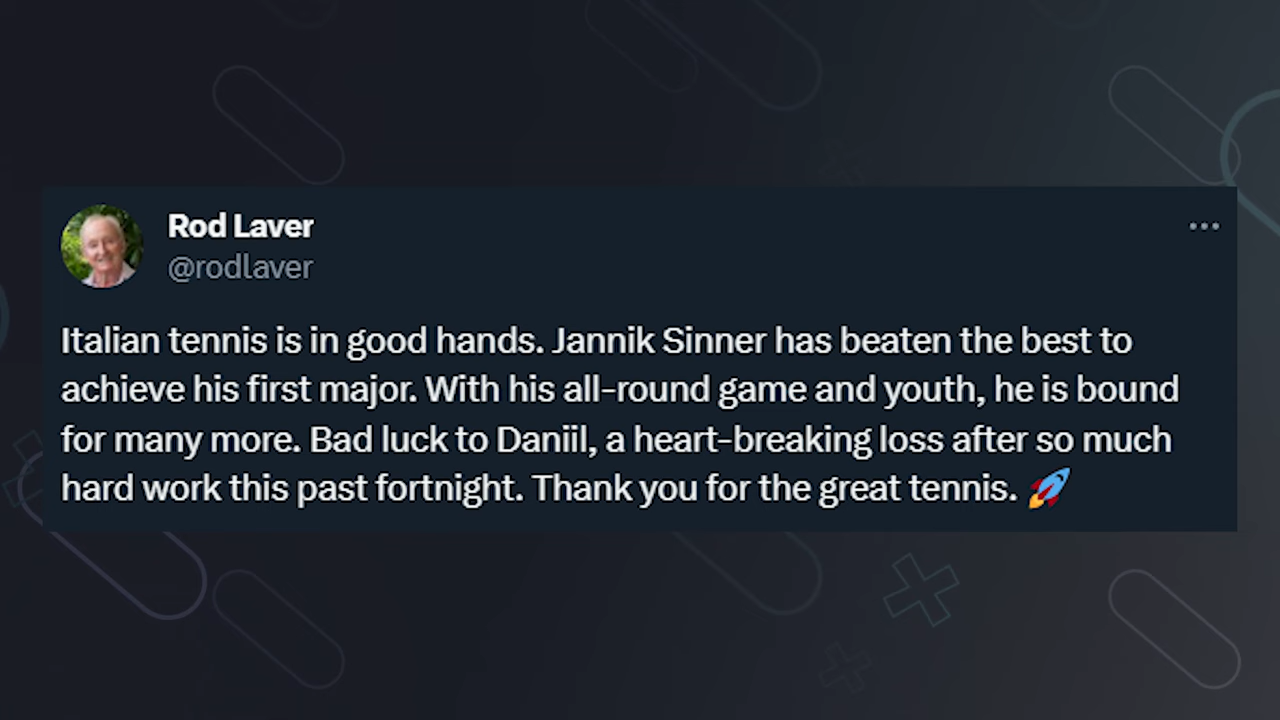 Rod Laver
@rodlaver
Italian tennis is in good hands. Jannik Sinner has beaten the best to
achieve his first major. With his all-round game and youth, he is bound
for many more. Bad luck to Daniil, a heart-breaking loss after so much
hard work this past fortnight. Thank you for the great tennis. 🚀